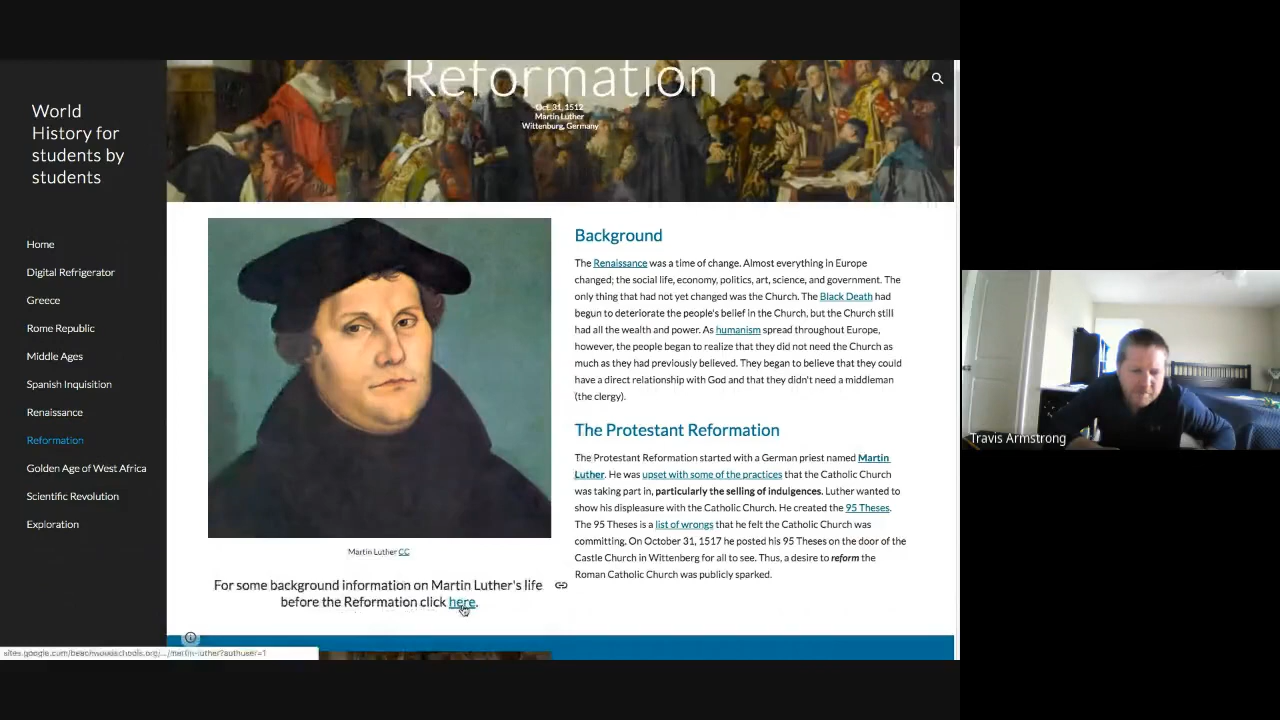 Reformation
Oct. 31, 1512
Martin Luther
Wittenburg, Germany
World
History for
students by
students
Home
Digital Refrigerator
Greece
Rome Republic
Middle Ages
Spanish Inquisition
Renaissance
Reformation
Golden Age of West Africa
Scientific Revolution
Exploration
Martin Luther CC
For some background information on Martin Luther's life
before the Reformation click here.
Background
The Renaissance was a time of change. Almost everything in Europe
changed; the social life, economy, politics, art, science, and government. The
only thing that had not yet changed was the Church. The Black Death had
begun to deteriorate the people's belief in the Church, but the Church still
had all the wealth and power. As humanism spread throughout Europe,
however, the people began to realize that they did not need the Church as
much as they had previously believed. They began to believe that they could
have a direct relationship with God and that they didn't need a middleman
(the clergy).
The Protestant Reformation
The Protestant Reformation started with a German priest named Martin
Luther. He was upset with some of the practices that the Catholic Church
was taking part in, particularly the selling of indulgences. Luther wanted to
show his displeasure with the Catholic Church. He created the 95 Theses.
The 95 Theses is a list of wrongs that he felt the Catholic Church was
committing. On October 31, 1517 he posted his 95 Theses on the door of the
Castle Church in Wittenberg for all to see. Thus, a desire to reform the
Roman Catholic Church was publicly sparked.
sites.google.com/beachwoodschools.org/.../martin-luther?authuser=1
Travis Armstrong